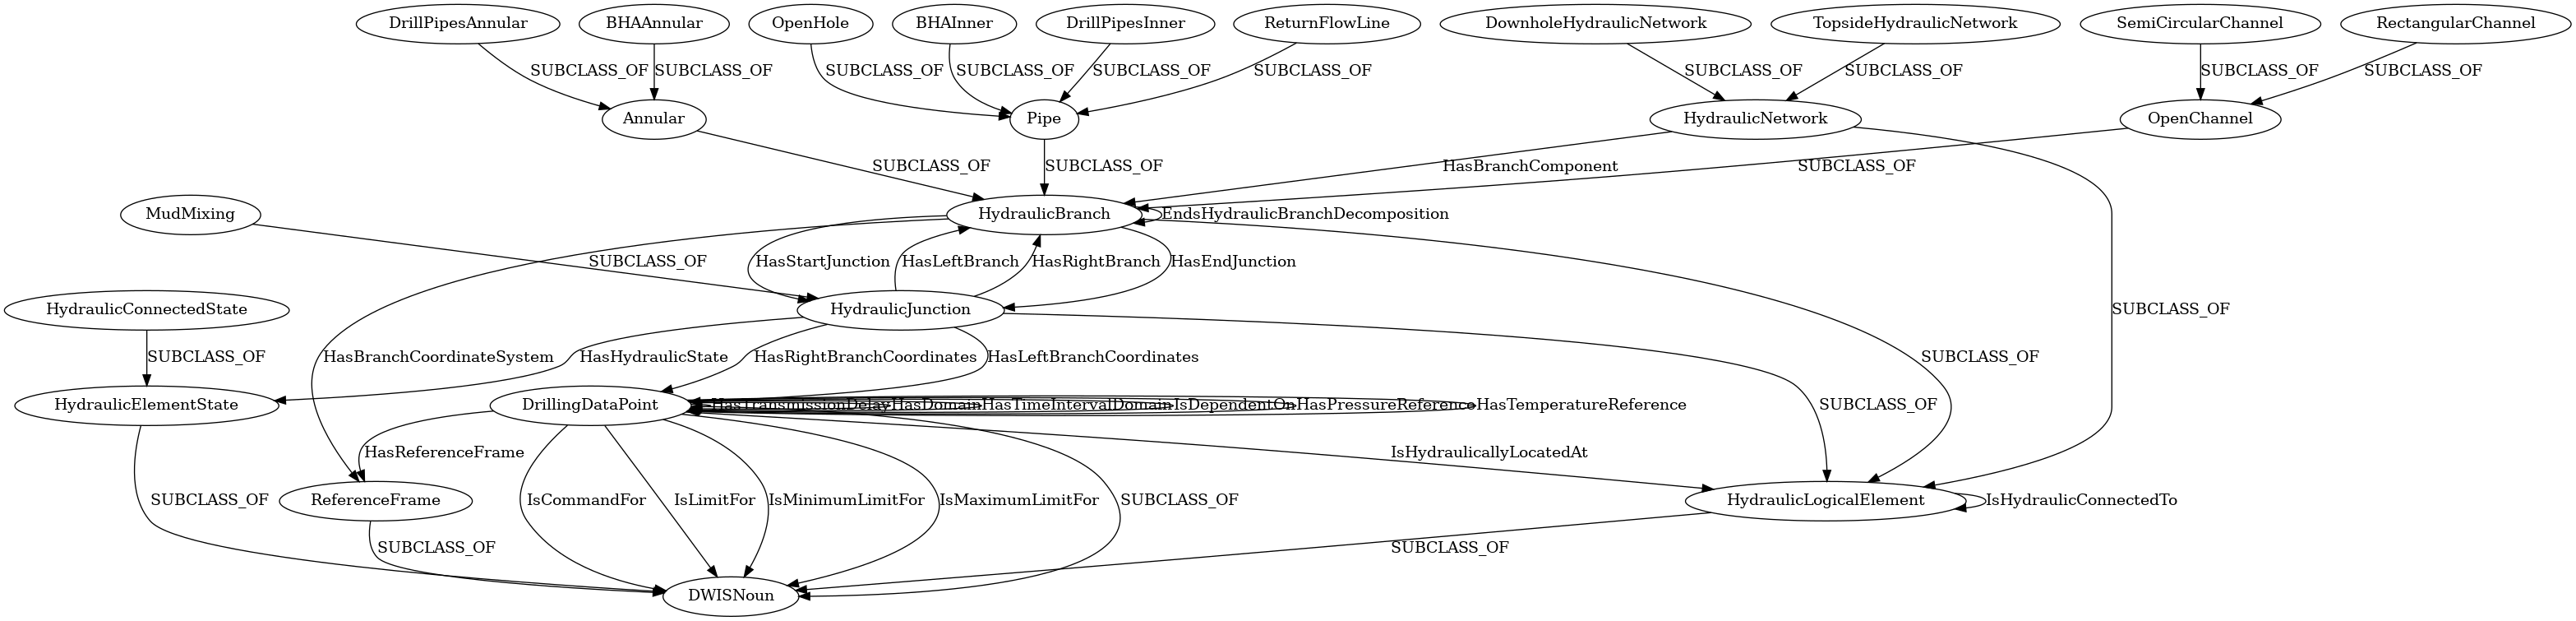 DrillPipesAnnular
BHAAnnular
OpenHole
BHAInner
DrillPipesInner
ReturnFlowLine
DownholeHydraulicNetwork
TopsideHydraulicNetwork
SemiCircularChannel
RectangularChannel
SUBCLASS_OF
SUBCLASS_OF
SUBCLASS_OF
SUBCLASS_OF
SUBCLASS_OF
SUBCLASS_OF
SUBCLASS_OF
SUBCLASS_OF
SUBCLASS_OF
SUBCLASS_OF
Annular
Pipe
HydraulicNetwork
OpenChannel
SUBCLASS_OF
SUBCLASS_OF
HasBranchComponent
SUBCLASS_OF
MudMixing
HydraulicBranch
EndsHydraulicBranchDecomposition
SUBCLASS_OF
HasStartJunction
HasLeftBranch
HasRightBranch
HasEndJunction
HydraulicConnectedState
HydraulicJunction
SUBCLASS_OF
SUBCLASS_OF
HasBranchCoordinateSystem
HasHydraulicState
HasRightBranchCoordinates
HasLeftBranchCoordinates
SUBCLASS_OF
HydraulicElementState
DrillingDataPoint
HasTransmissionDelay
HasDomain
HasTimeIntervalDomain
IsDependentOn
HasPressureReference
HasTemperatureReference
SUBCLASS_OF
HasReferenceFrame
IsHydraulicallyLocatedAt
SUBCLASS_OF
ReferenceFrame
IsCommandFor
IsLimitFor
IsMinimumLimitFor
IsMaximumLimitFor
SUBCLASS_OF
HydraulicLogicalElement
IsHydraulicConnectedTo
SUBCLASS_OF
SUBCLASS_OF
DWISNoun